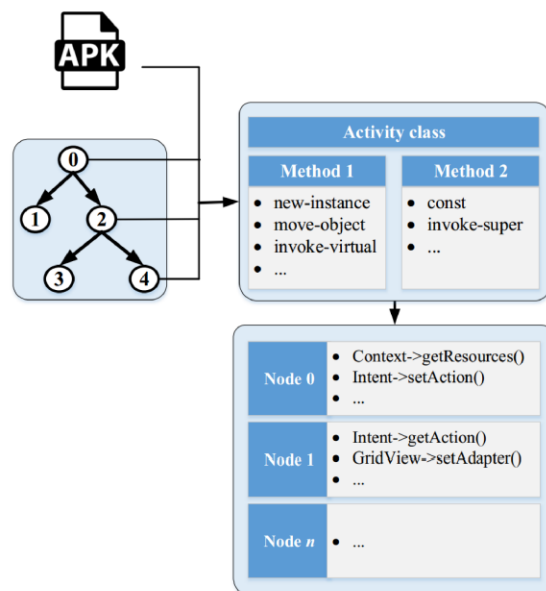 APK
0
1
2
3
4
Activity class
Method 1
• new-instance
• move-object
• invoke-virtual
• ...
Method 2
• const
• invoke-super
• ...
Node 0
• Context->getResources()
• Intent->setAction()
• ...
Node 1
• Intent->getAction()
• GridView->setAdapter()
• ...
Node n
• ...